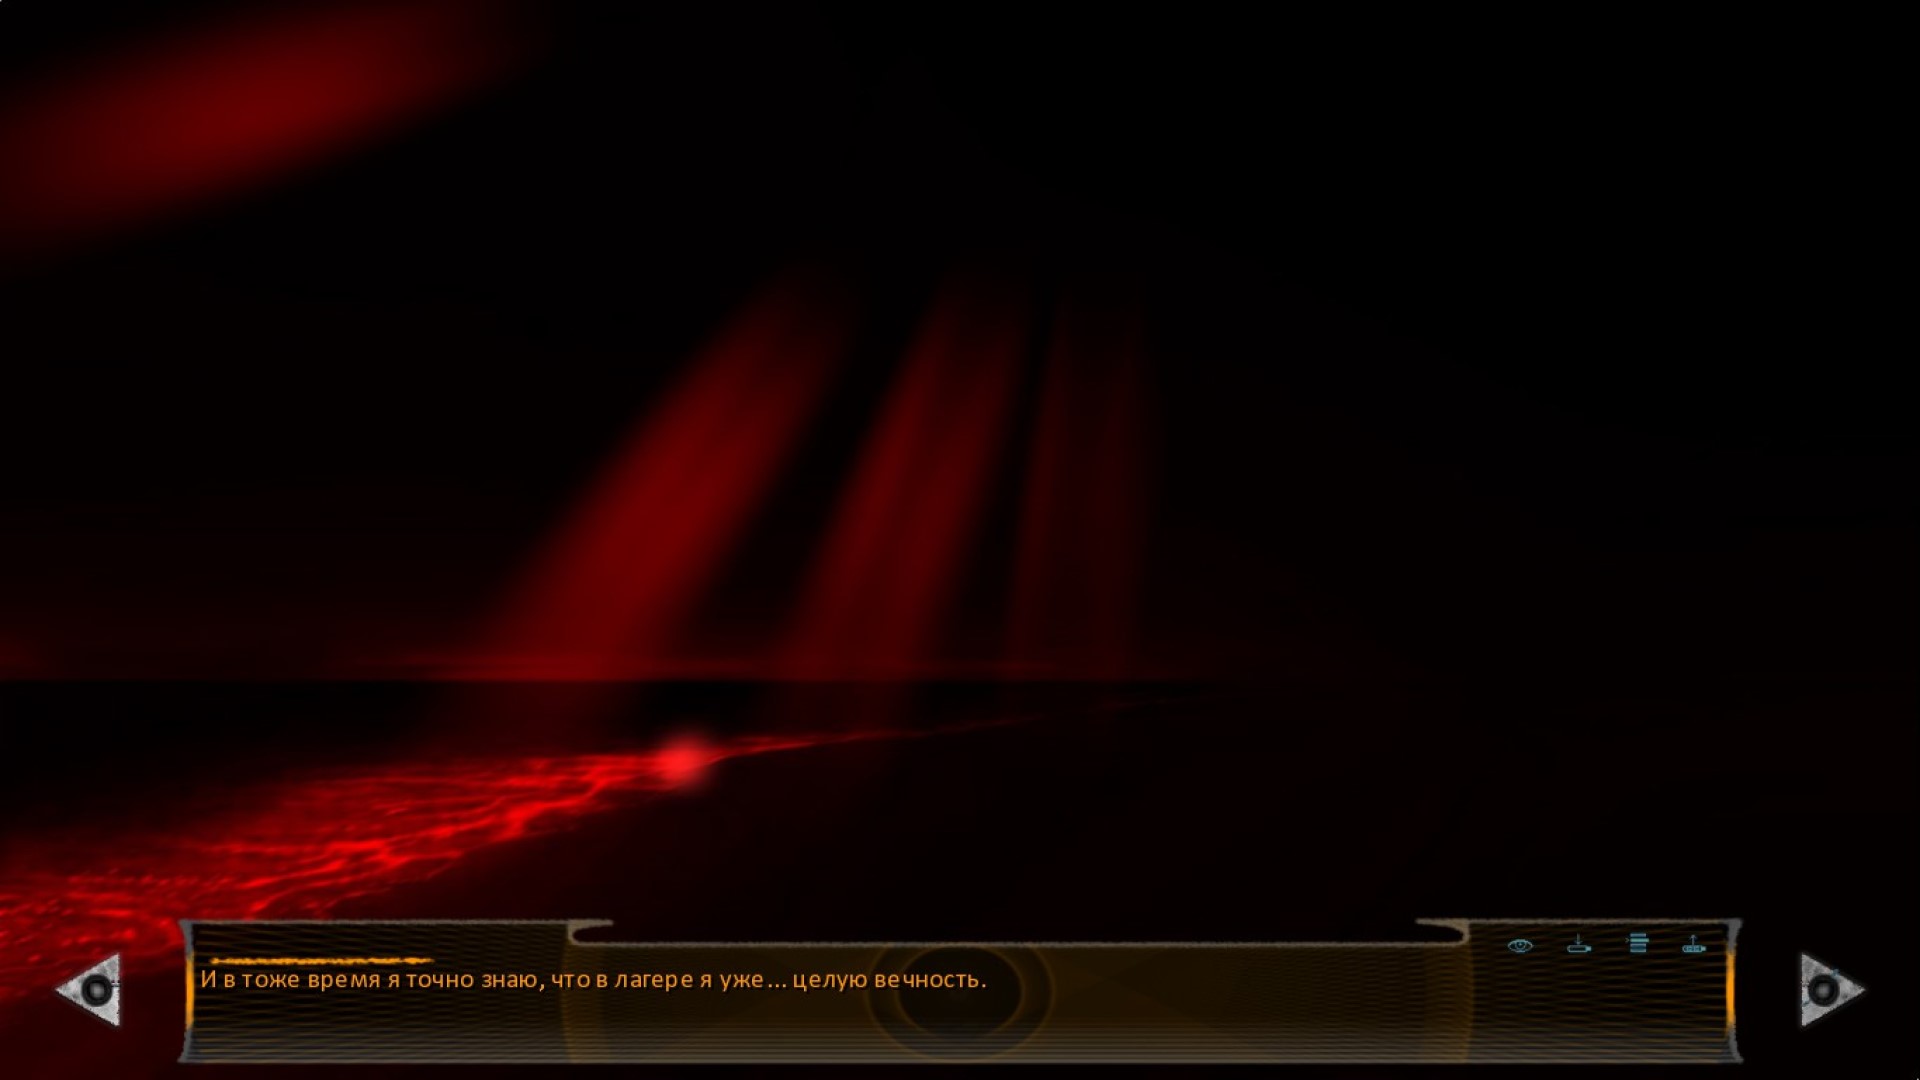 И в тоже время я точно знаю, что в лагере я уже... целую вечность.